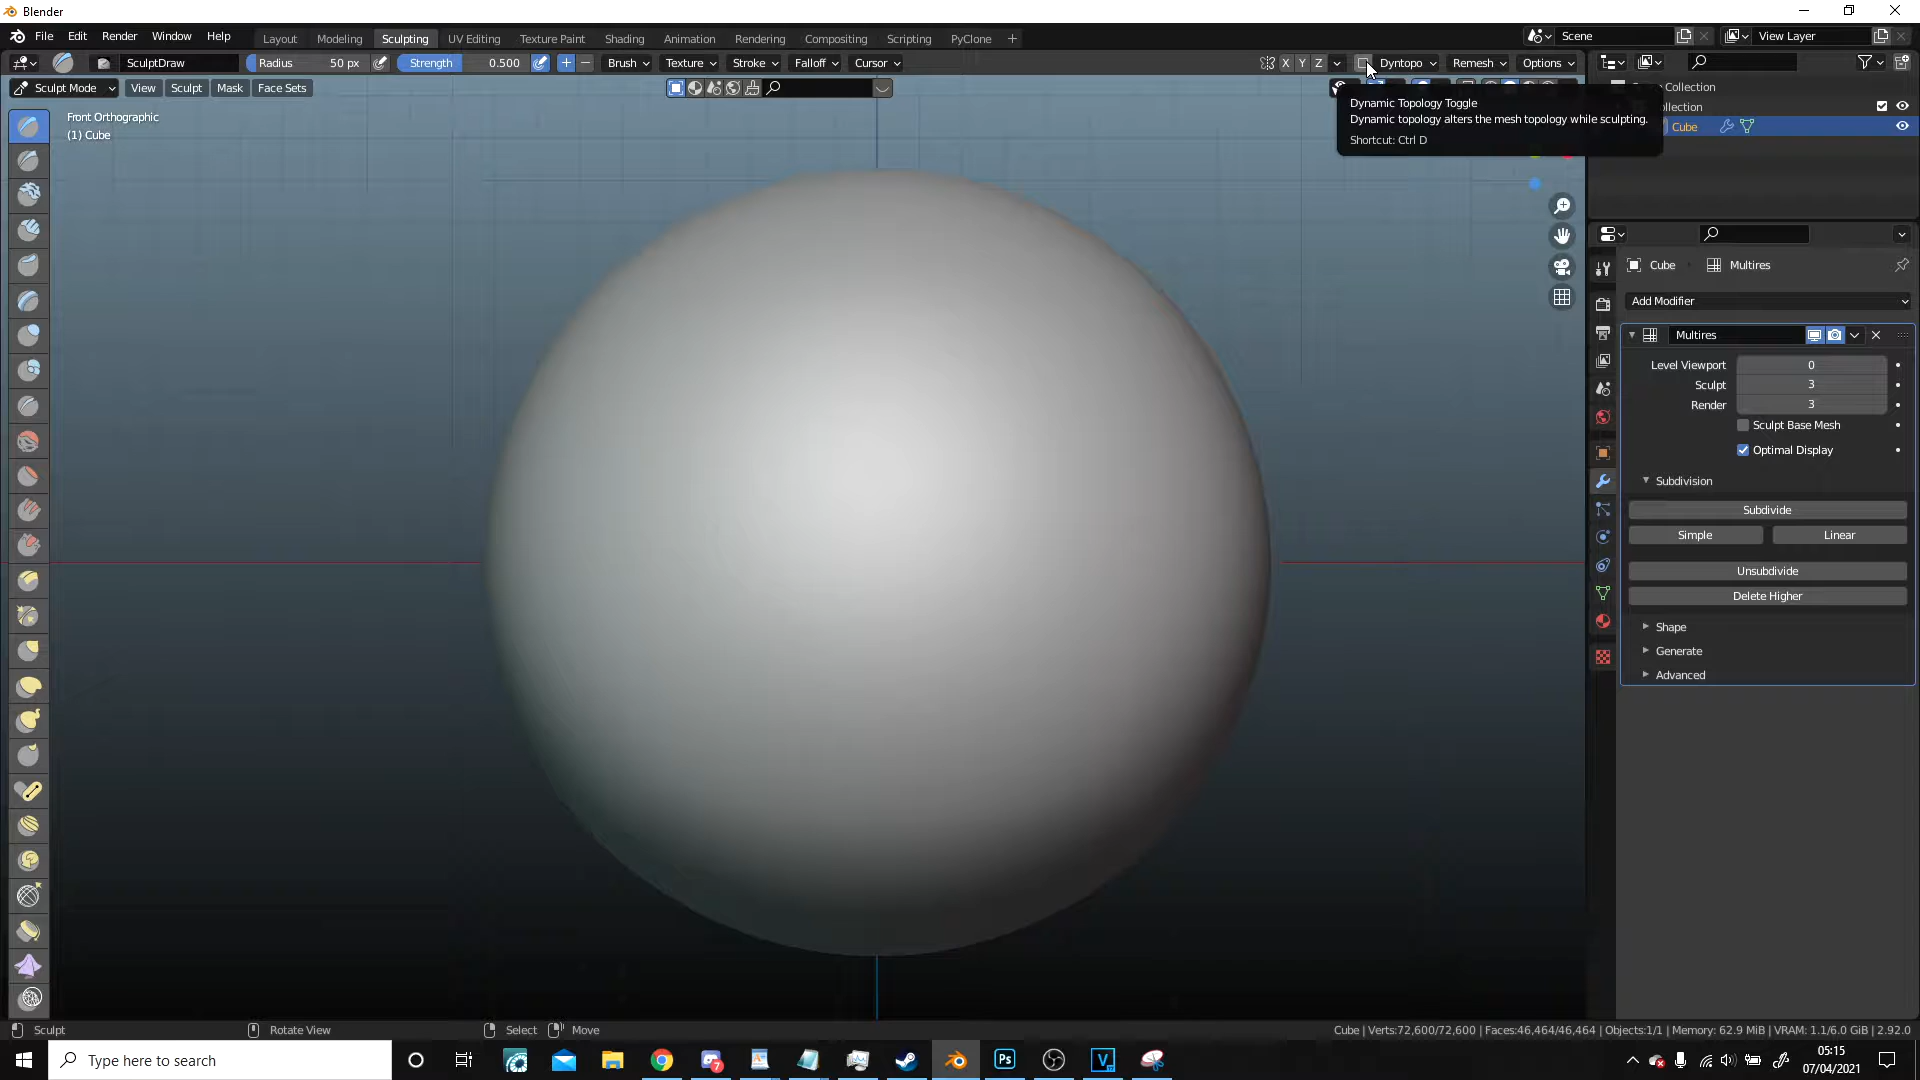 Blender
File Edit Render Window Help Layout Modeling Sculpting UV Editing Texture Paint Shading Animation Rendering Compositing Scripting PyClone Scene View Layer
SculptDraw Radius 50 px Strength 0.500 Brush Texture Stroke Falloff Cursor X Y Z Dyntopo Remesh Options
Sculpt Mode View Sculpt Mask Face Sets
Collection
Dynamic Topology Toggle
Dynamic topology alters the mesh topology while sculpting.
Shortcut: Ctrl D
Cube
Front Orthographic
(1) Cube
Cube Multires
Add Modifier
Multires
Level Viewport 0
Sculpt 3
Render 3
Sculpt Base Mesh
Optimal Display
Subdivision
Subdivide
Simple Linear
Unsubdivide
Delete Higher
Shape
Generate
Advanced
Sculpt Rotate View Select Move Cube | Verts:72,600/72,600 | Faces:46,464/46,464 | Objects:1/1 | Memory: 62.9 MiB | VRAM: 1.1/6.0 GiB | 2.92.0
Type here to search 7 Ps V 05:15
07/04/2021